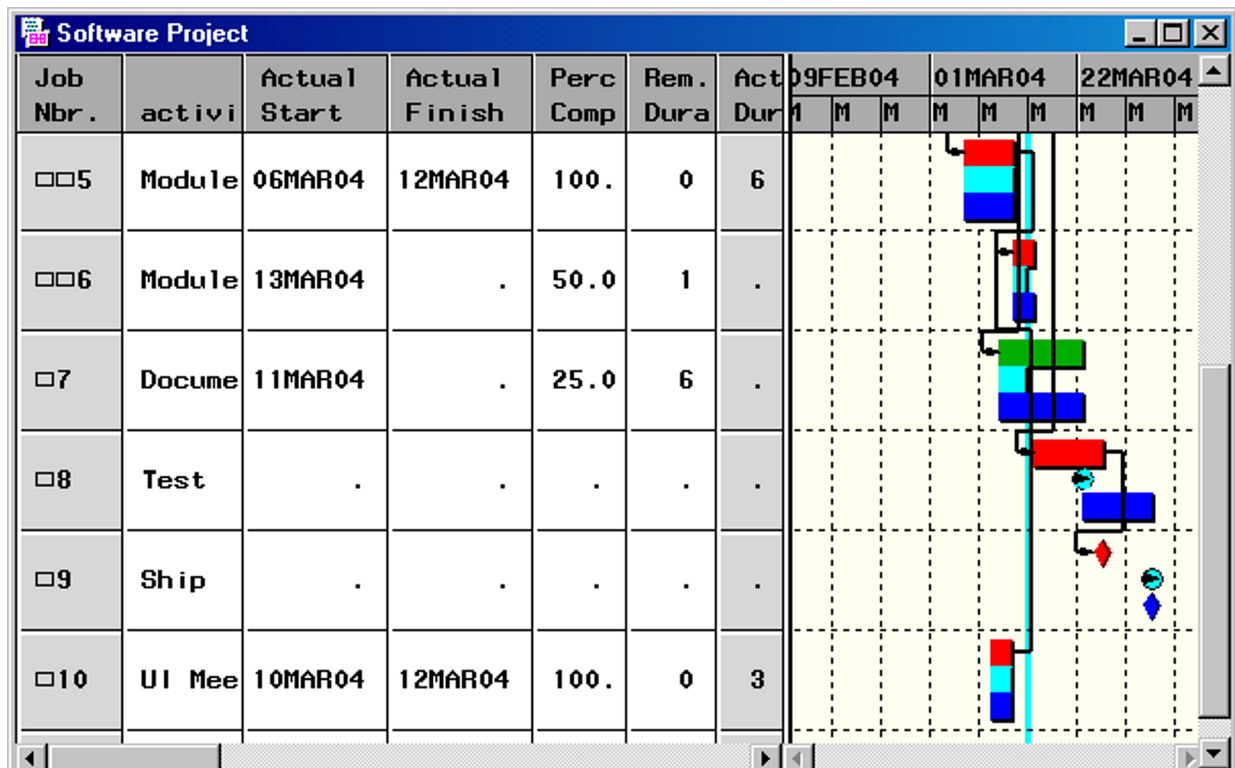 Software Project
Job Nbr. activi Actual Start Actual Finish Perc Comp Rem. Dura Act Dur 09FEB04 01MAR04 22MAR04
M M M M M M M M M
5 Module 06MAR04 12MAR04 100. 0 6
6 Module 13MAR04 . 50.0 1 .
7 Docume 11MAR04 . 25.0 6 .
8 Test . . . . .
9 Ship . . . . .
10 UI Mee 10MAR04 12MAR04 100. 0 3